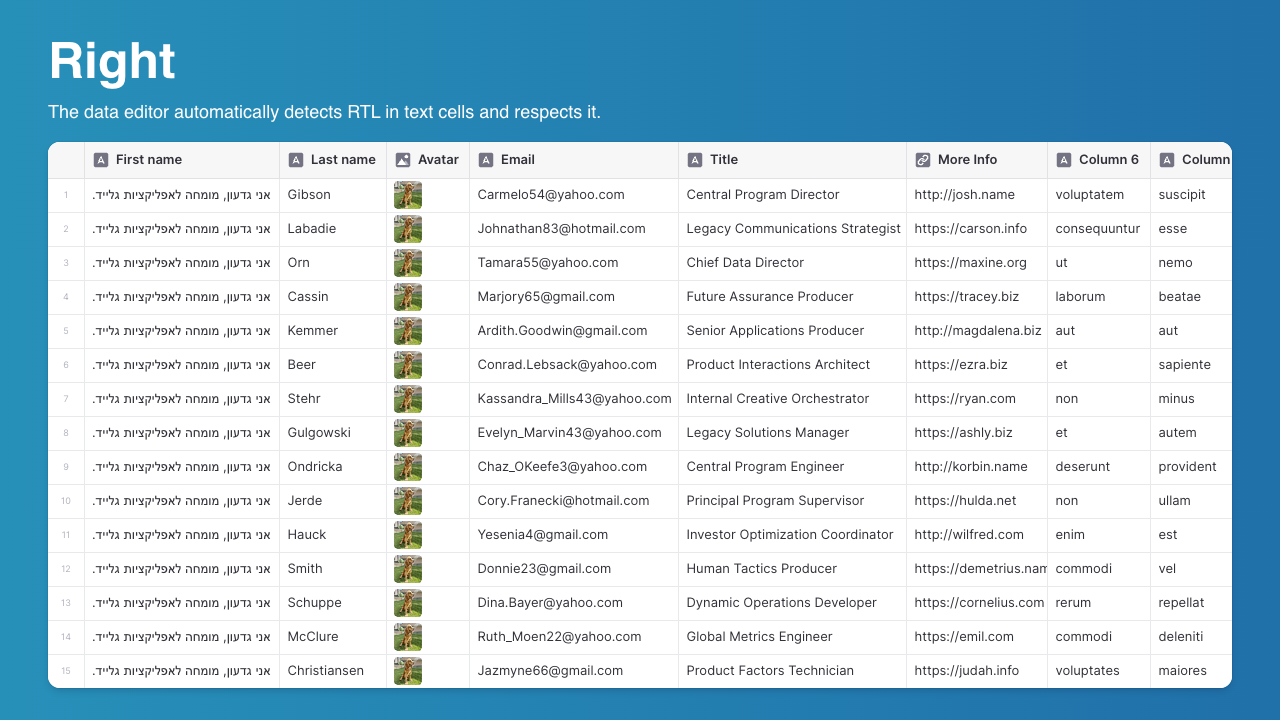 Right
The data editor automatically detects RTL in text cells and respects it.
First name Last name Avatar Email Title More Info Column 6 Column
1 אני גדעון, מומחה לאפליקציות גלייד. Gibson Carmelo54@yahoo.com Central Program Director http://josh.name voluptatem suscipit
2 אני גדעון, מומחה לאפליקציות גלייד. Labadie Johnathan83@hotmail.com Legacy Communications Strategist https://carson.info consequuntur esse
3 אני גדעון, מומחה לאפליקציות גלייד. Orn Tamara55@yahoo.com Chief Data Director https://maxine.org ut nemo
4 אני גדעון, מומחה לאפליקציות גלייד. Cassin Marjory65@gmail.com Future Assurance Producer https://tracey.biz laborum beatae
5 אני גדעון, מומחה לאפליקציות גלייד. Kemmer Ardith.Goodwin@gmail.com Senior Applications Producer http://magdalena.biz aut aut
6 אני גדעון, מומחה לאפליקציות גלייד. Beer Conrad.Lebsack@yahoo.com Product Interactions Architect https://ezra.biz et sapiente
7 אני גדעון, מומחה לאפליקציות גלייד. Stehr Kassandra_Mills43@yahoo.com Internal Creative Orchestrator https://ryan.com non minus
8 אני גדעון, מומחה לאפליקציות גלייד. Gulgowski Evelyn_Marvin43@yahoo.com Legacy Solutions Manager https://ashly.biz et autem
9 אני גדעון, מומחה לאפליקציות גלייד. Ondricka Chaz_OKeefe3@yahoo.com Central Program Engineer http://korbin.name deserunt provident
10 אני גדעון, מומחה לאפליקציות גלייד. Jerde Cory.Franecki@hotmail.com Principal Program Supervisor https://hulda.net non ullam
11 אני גדעון, מומחה לאפליקציות גלייד. Hauck Yesenia4@gmail.com Investor Optimization Coordinator http://wilfred.com enim est
12 אני גדעון, מומחה לאפליקציות גלייד. Smith Donnie23@gmail.com Human Tactics Producer https://demetrius.nam commodi vel
13 אני גדעון, מומחה לאפליקציות גלייד. Schuppe Dina.Bayer@yahoo.com Dynamic Operations Developer https://cornelius.com rerum repellat
14 אני גדעון, מומחה לאפליקציות גלייד. McClure Ruth_Moen22@yahoo.com Global Metrics Engineer https://emil.com commodi deleniti
15 אני גדעון, מומחה לאפליקציות גלייד. Christiansen Jazmyne66@gmail.com Product Factors Technician https://judah.info voluptates maiores